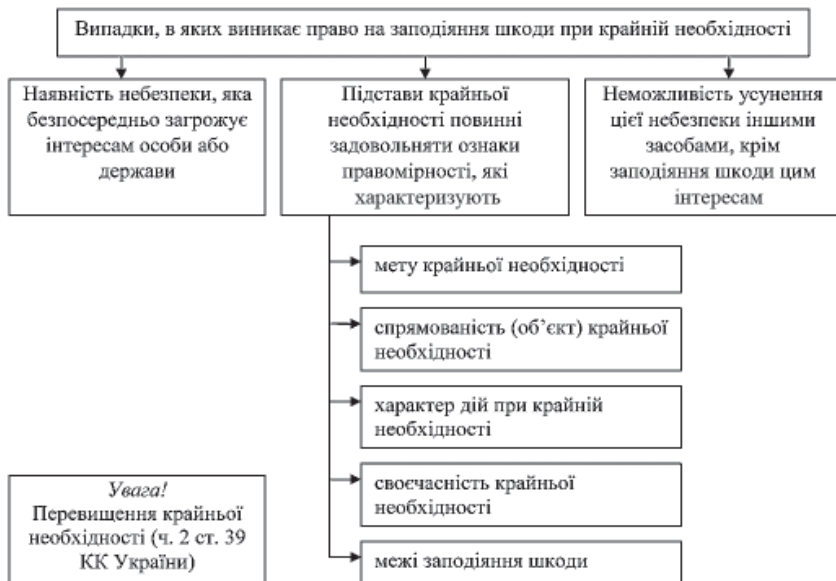 Випадки, в яких виникає право на заподіяння шкоди при крайній необхідності
Наявність небезпеки, яка
безпосередньо загрожує
інтересам особи або
держави
Підстави крайньої
необхідності повинні
задовольняти ознаки
правомірності, які
характеризують
Неможливість усунення
цієї небезпеки іншими
засобами, крім
заподіяння шкоди цим
інтересам
мету крайньої необхідності
спрямованість (об’єкт) крайньої
необхідності
характер дій при крайній
необхідності
своєчасність крайньої
необхідності
межі заподіяння шкоди
Увага!
Перевищення крайньої
необхідності (ч. 2 ст. 39
КК України)